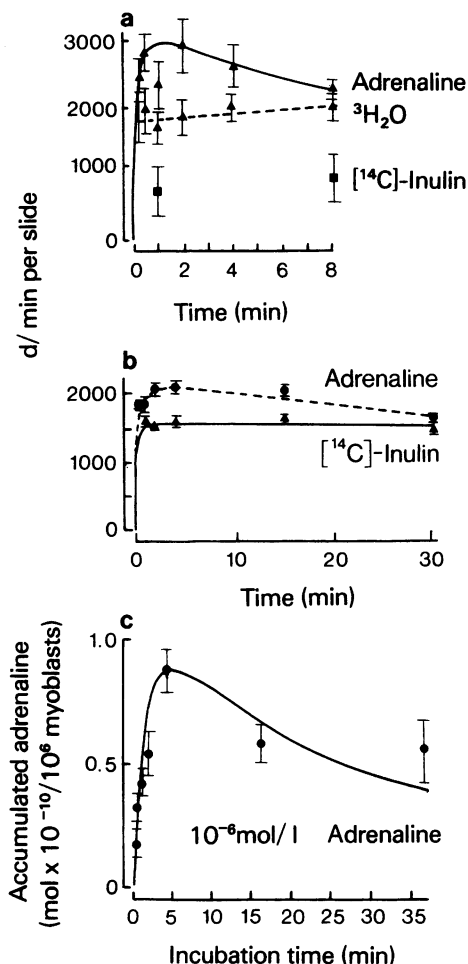 a
3000
2000
1000
0
Adrenaline
³H₂O
[¹⁴C]-Inulin
0 2 4 6 8
Time (min)
d/min per slide
b
2000
1000
0
Adrenaline
[¹⁴C]-Inulin
0 10 20 30
Time (min)
c
1.0
0.5
0
Accumulated adrenaline
(mol x 10⁻¹⁰/10⁶ myoblasts)
10⁻⁶mol/l Adrenaline
0 5 10 15 20 25 30 35
Incubation time (min)